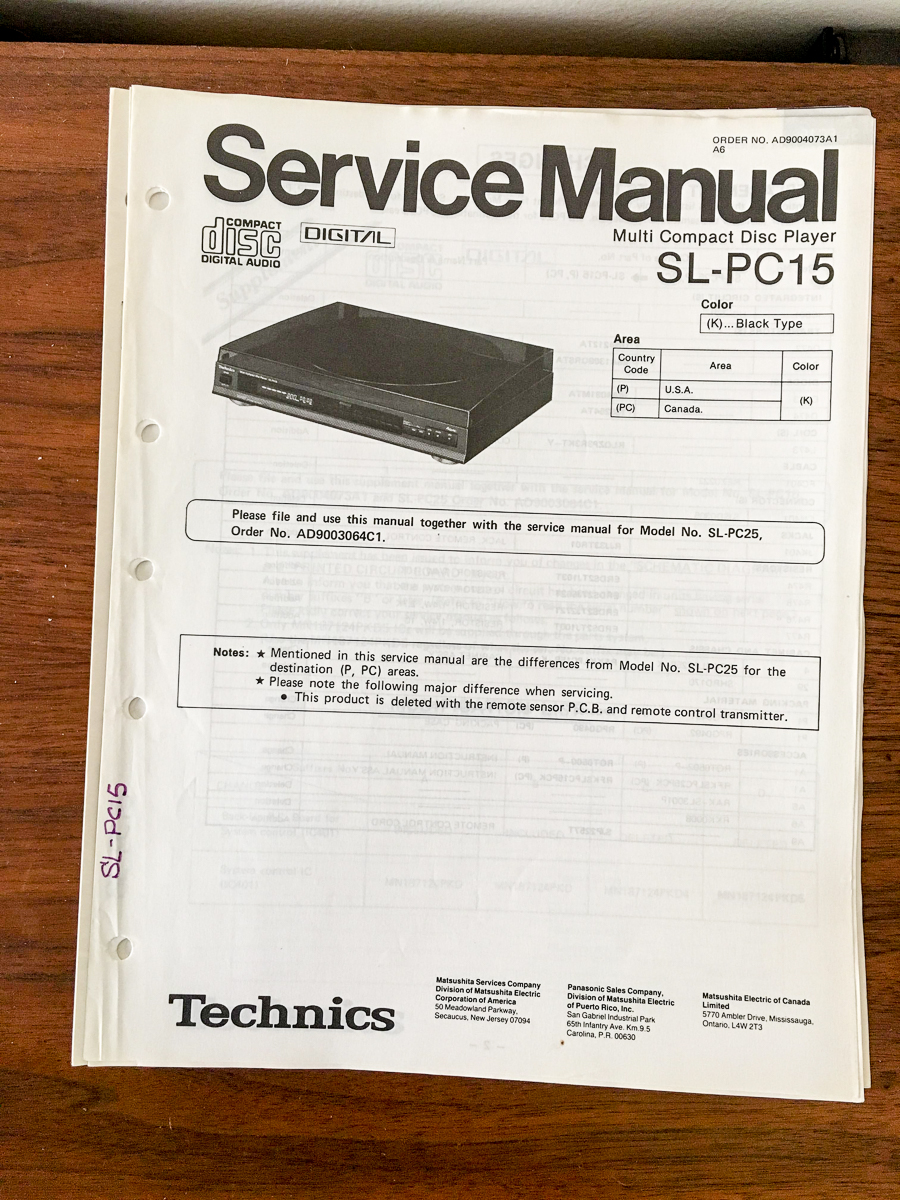 ORDER NO. AD9004073A1
A6
Service Manual
COMPACT
disc
DIGITAL AUDIO
DIGITAL
Multi Compact Disc Player
SL-PC15
Color
(K)...Black Type
Area
Country Code Area Color
(P) U.S.A. (K)
(PC) Canada.
Technics
Please file and use this manual together with the service manual for Model No. SL-PC25,
Order No. AD9003064C1.
Notes: ★ Mentioned in this service manual are the differences from Model No. SL-PC25 for the
destination (P, PC) areas.
★ Please note the following major difference when servicing.
● This product is deleted with the remote sensor P.C.B. and remote control transmitter.
SL-PC15
Technics
Matsushita Services Company
Division of Matsushita Electric
Corporation of America
50 Meadowland Parkway,
Secaucus, New Jersey 07094
Panasonic Sales Company,
Division of Matsushita Electric
of Puerto Rico, Inc.
San Gabriel Industrial Park
65th Infantry Ave. Km.9.5
Carolina, P.R. 00630
Matsushita Electric of Canada
Limited
5770 Ambler Drive, Mississauga,
Ontario, L4W 2T3